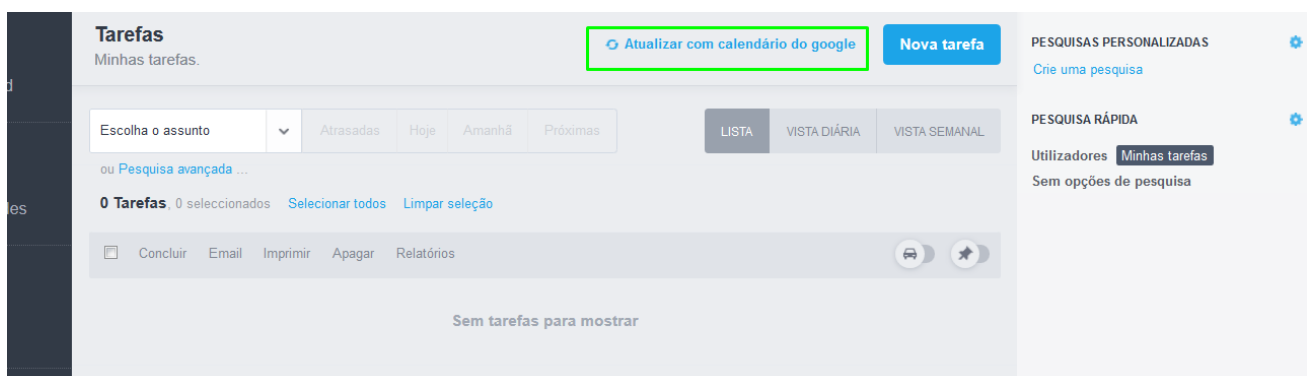 Tarefas
Minhas tarefas.
Atualizar com calendário do google
Nova tarefa
Escolha o assunto
Atrasadas Hoje Amanhã Próximas
LISTA VISTA DIÁRIA VISTA SEMANAL
ou Pesquisa avançada ...
0 Tarefas, 0 seleccionados Selecionar todos Limpar seleção
Concluir Email Imprimir Apagar Relatórios
Sem tarefas para mostrar
PESQUISAS PERSONALIZADAS
Crie uma pesquisa
PESQUISA RÁPIDA
Utilizadores Minhas tarefas
Sem opções de pesquisa